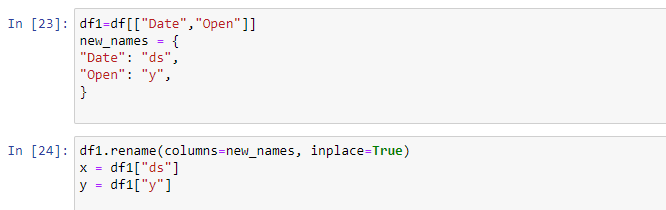 In [23]: df1=df[["Date","Open"]]
new_names = {
"Date": "ds",
"Open": "y",
}
In [24]: df1.rename(columns=new_names, inplace=True)
x = df1["ds"]
y = df1["y"]